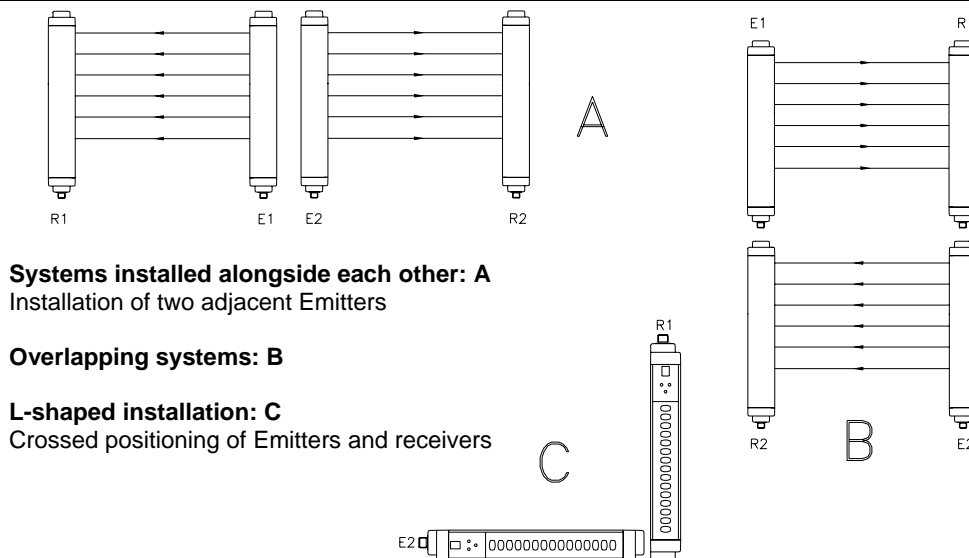 E1 R
A
R1 E1 E2 R2
Systems installed alongside each other: A
Installation of two adjacent Emitters
Overlapping systems: B
R1
L-shaped installation: C
Crossed positioning of Emitters and receivers
R2 B E2
C
E2